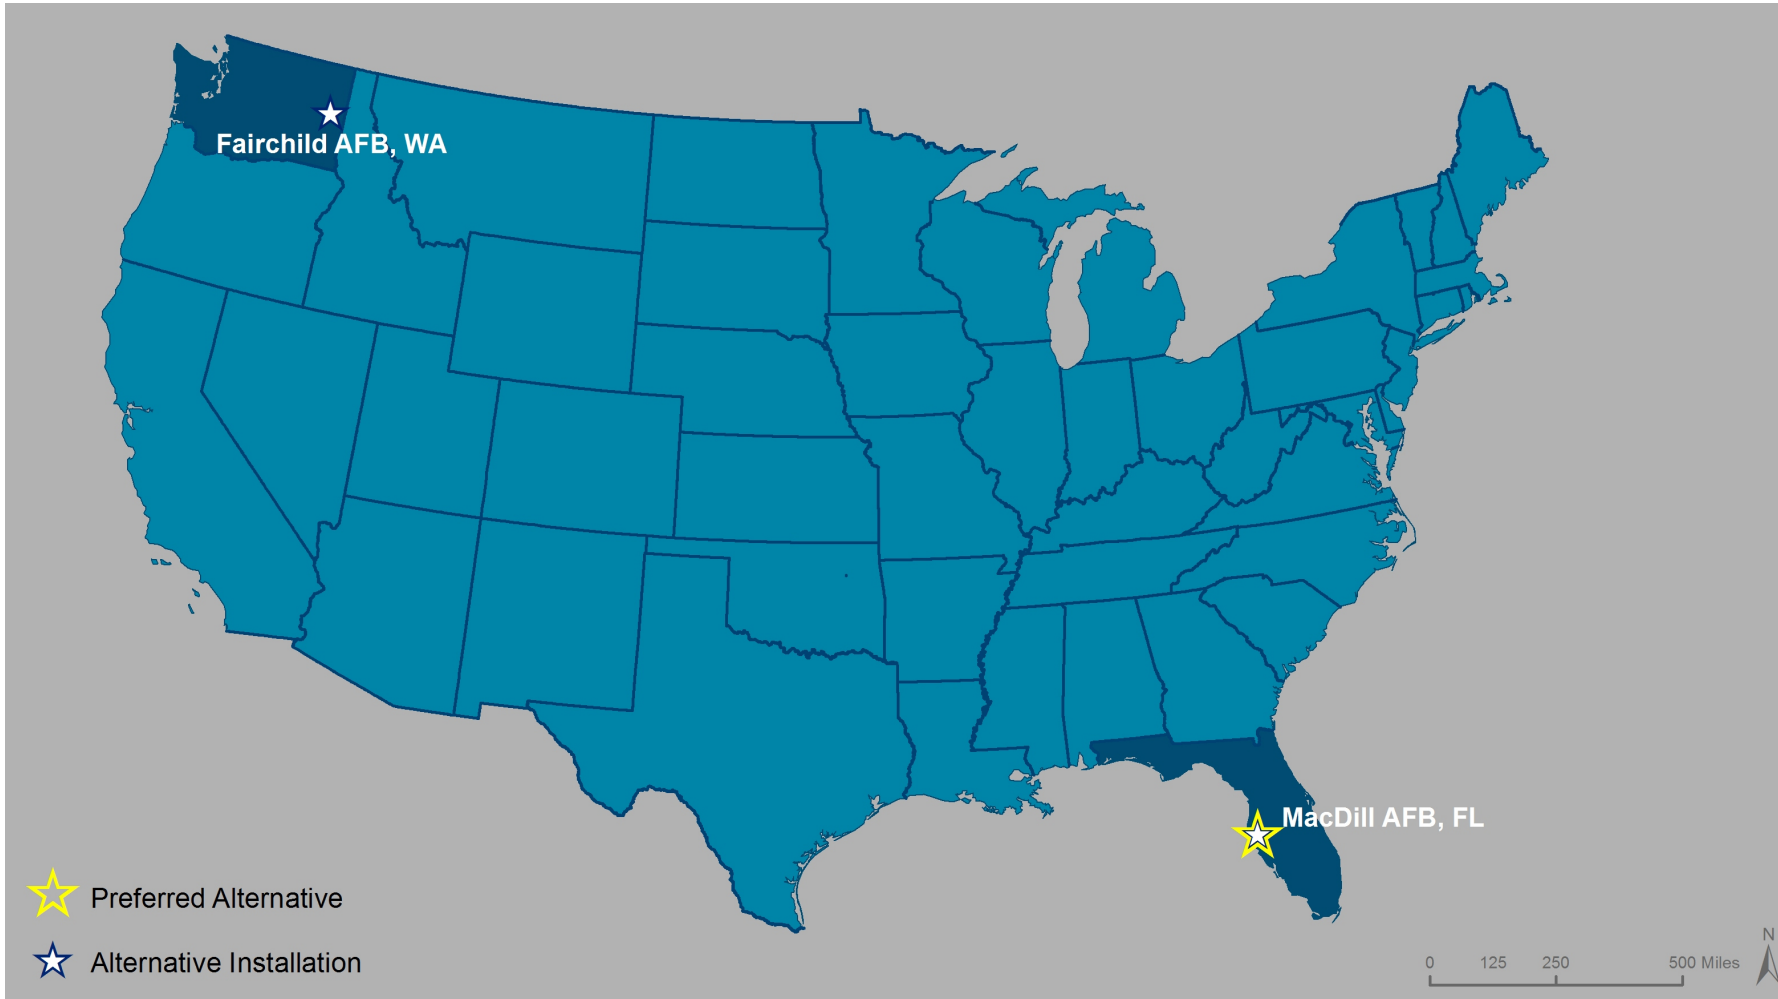 Fairchild AFB, WA
MacDill AFB, FL
Preferred Alternative
Alternative Installation
N
0 125 250 500 Miles